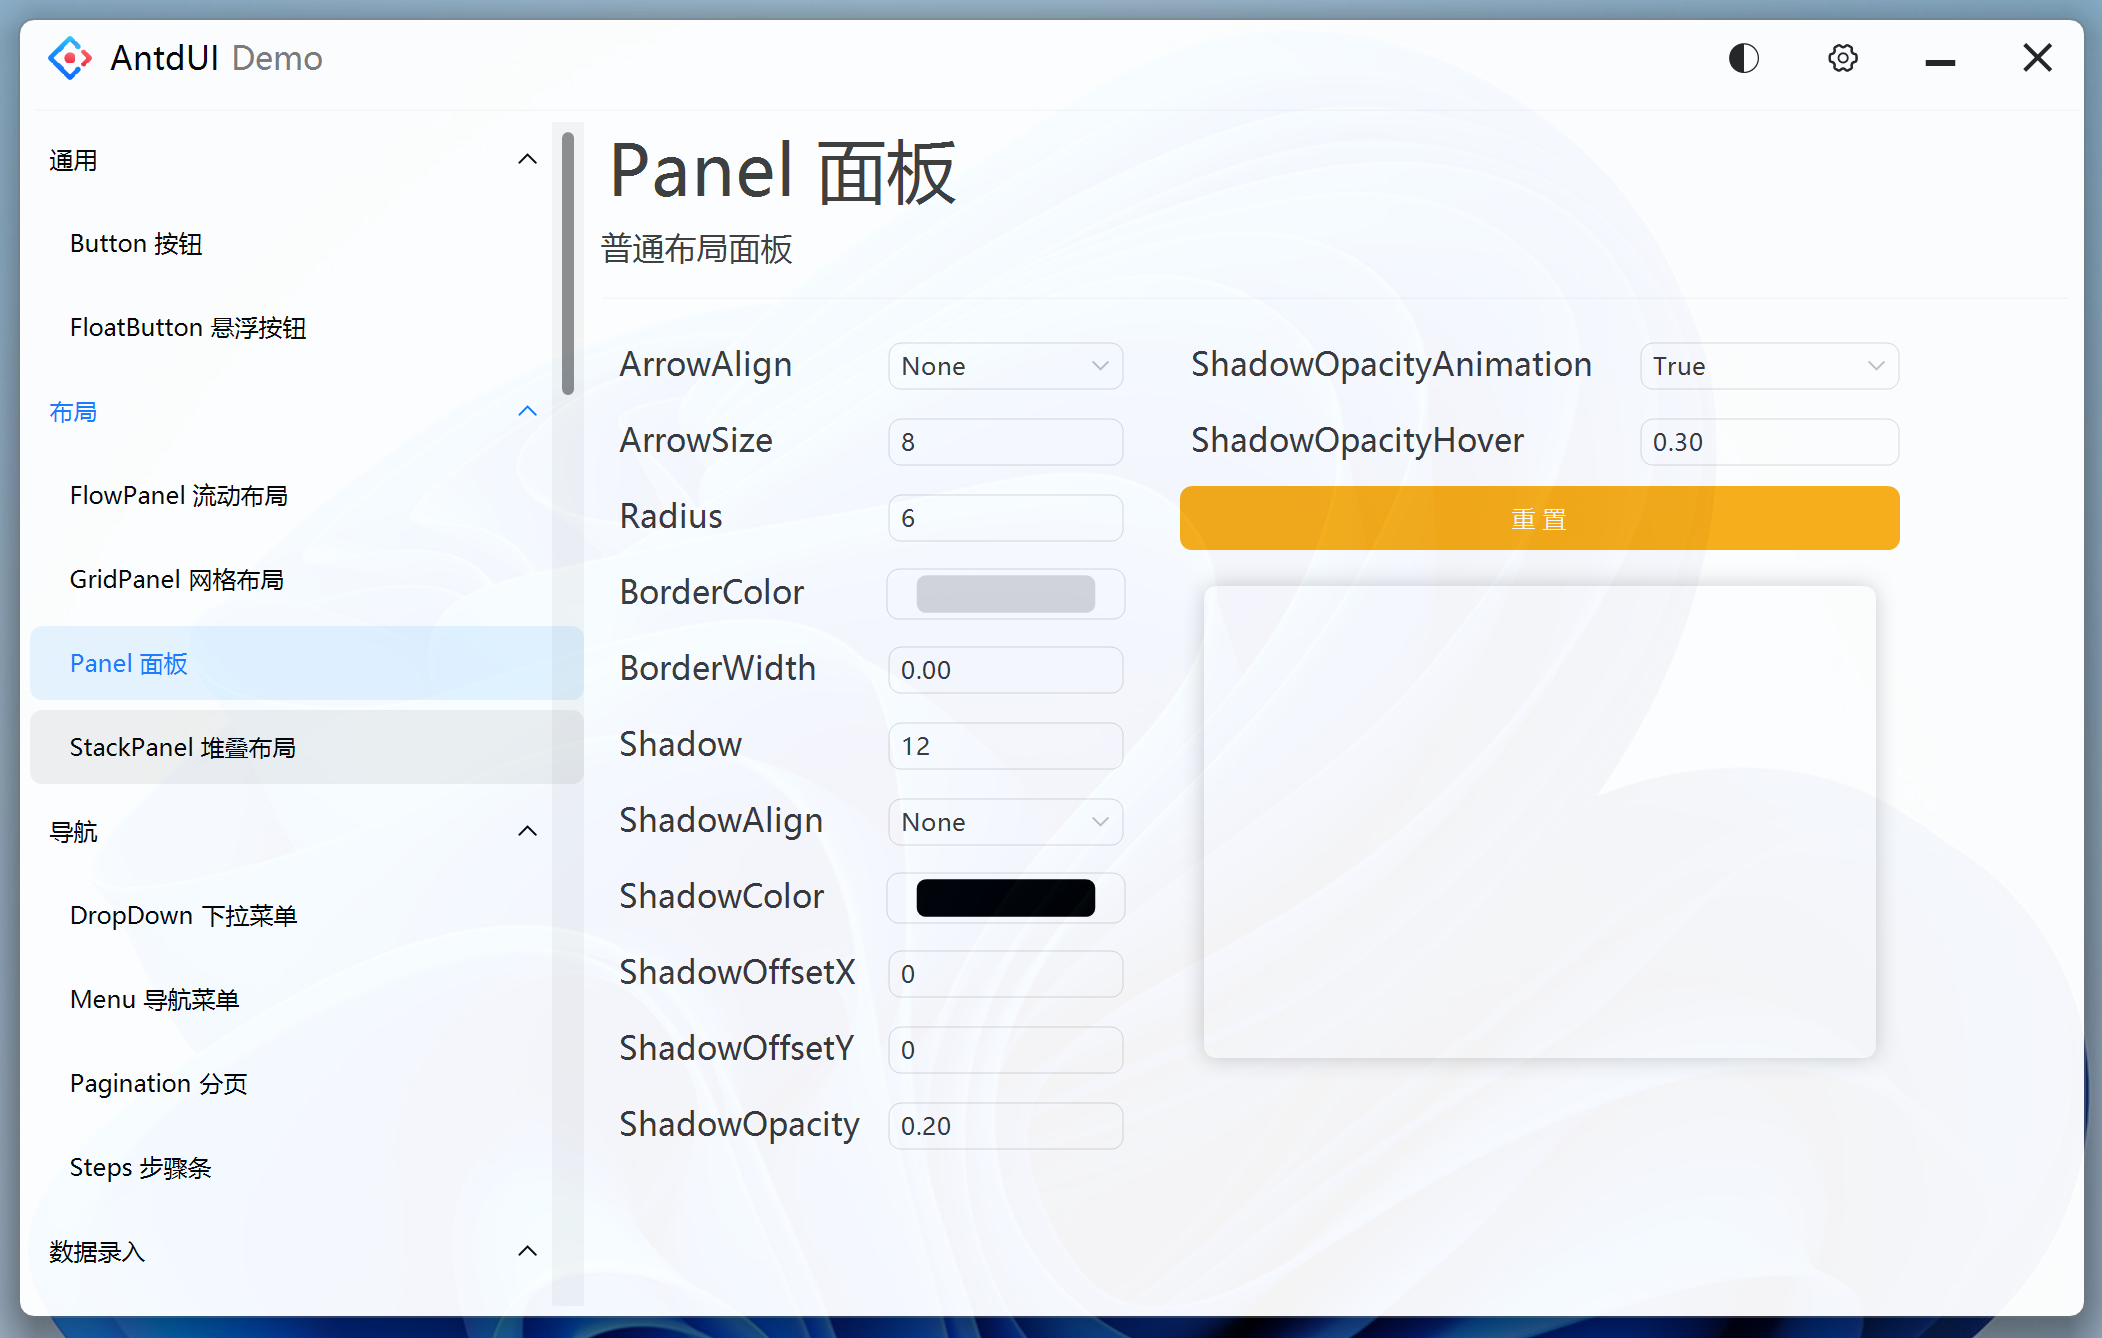 AntdUI Demo
通用
Button 按钮
FloatButton 悬浮按钮
布局
FlowPanel 流动布局
GridPanel 网格布局
Panel 面板
StackPanel 堆叠布局
导航
DropDown 下拉菜单
Menu 导航菜单
Pagination 分页
Steps 步骤条
数据录入
Panel 面板
普通布局面板
ArrowAlign None
ArrowSize 8
Radius 6
BorderColor
BorderWidth 0.00
Shadow 12
ShadowAlign None
ShadowColor
ShadowOffsetX 0
ShadowOffsetY 0
ShadowOpacity 0.20
ShadowOpacityAnimation True
ShadowOpacityHover 0.30
重置